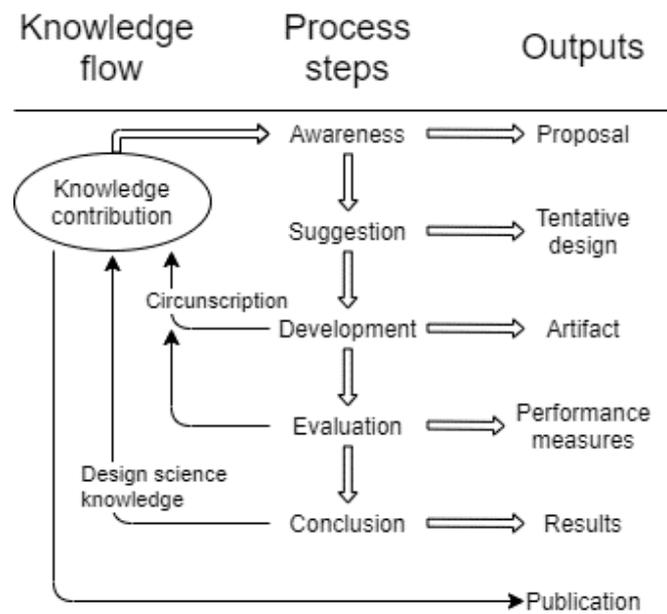 Knowledge
flow
Process
steps
Outputs
Awareness
Proposal
Knowledge
contribution
Suggestion
Tentative
design
Circunscription
Development
Artifact
Evaluation
Performance
measures
Design science
knowledge
Conclusion
Results
Publication